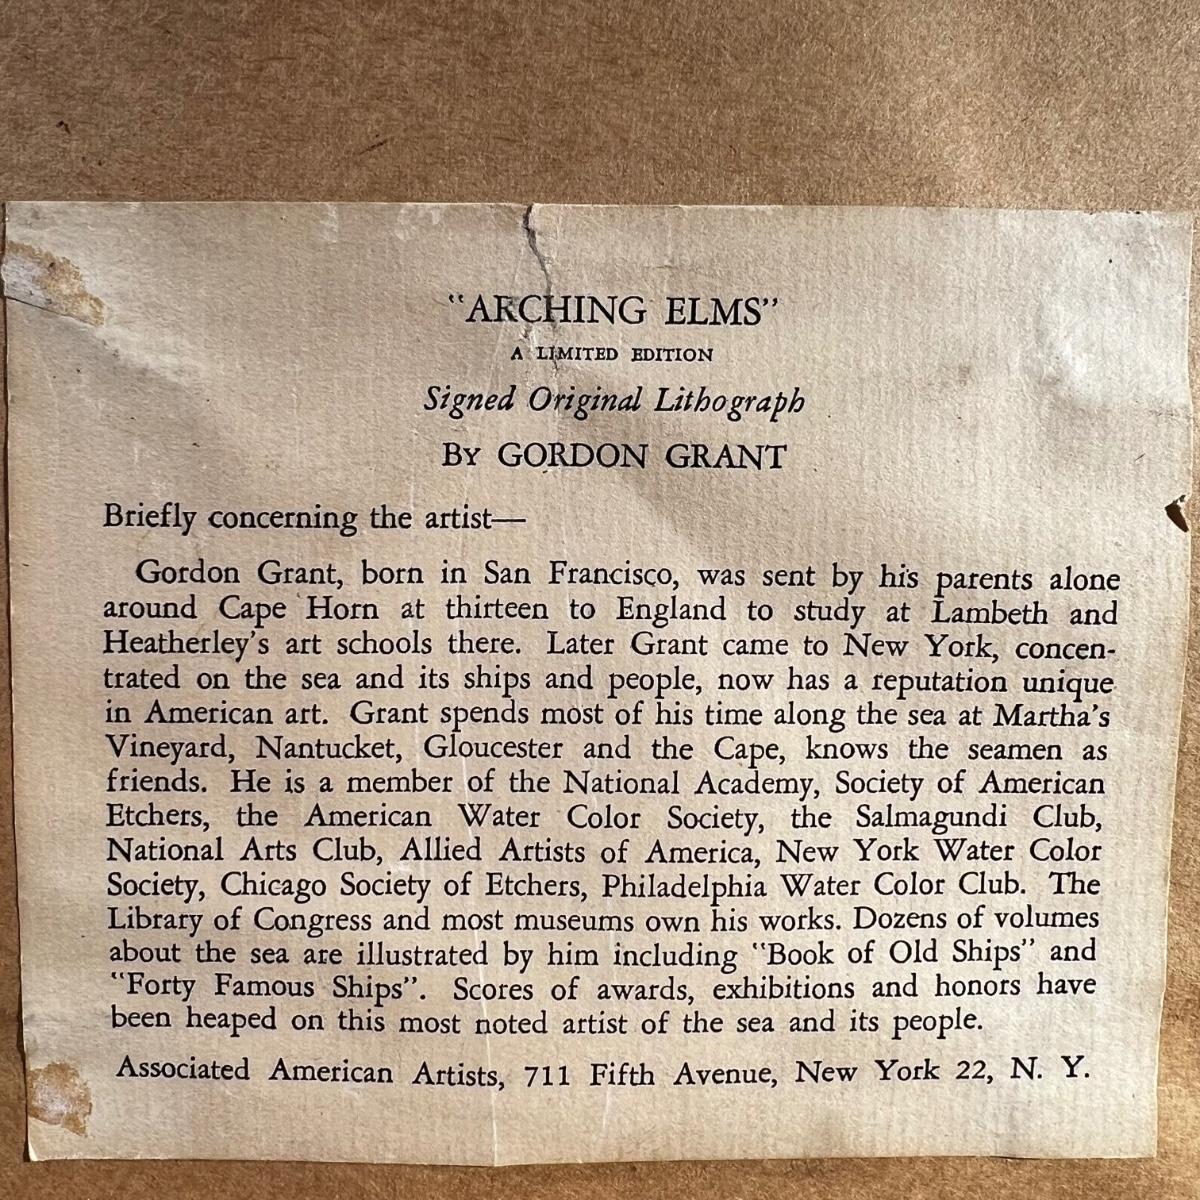 "ARCHING ELMS"
A LIMITED EDITION
Signed Original Lithograph
By GORDON GRANT
Briefly concerning the artist—
Gordon Grant, born in San Francisco, was sent by his parents alone
around Cape Horn at thirteen to England to study at Lambeth and
Heatherley's art schools there. Later Grant came to New York, concen-
trated on the sea and its ships and people, now has a reputation unique
in American art. Grant spends most of his time along the sea at Martha's
Vineyard, Nantucket, Gloucester and the Cape, knows the seamen as
friends. He is a member of the National Academy, Society of American
Etchers, the American Water Color Society, the Salmagundi Club,
National Arts Club, Allied Artists of America, New York Water Color
Society, Chicago Society of Etchers, Philadelphia Water Color Club. The
Library of Congress and most museums own his works. Dozens of volumes
about the sea are illustrated by him including "Book of Old Ships" and
"Forty Famous Ships". Scores of awards, exhibitions and honors have
been heaped on this most noted artist of the sea and its people.
Associated American Artists, 711 Fifth Avenue, New York 22, N. Y.